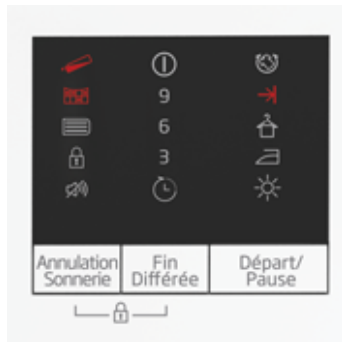 9
6
3
Annulation
Sonnerie
Fin
Différée
Départ/
Pause